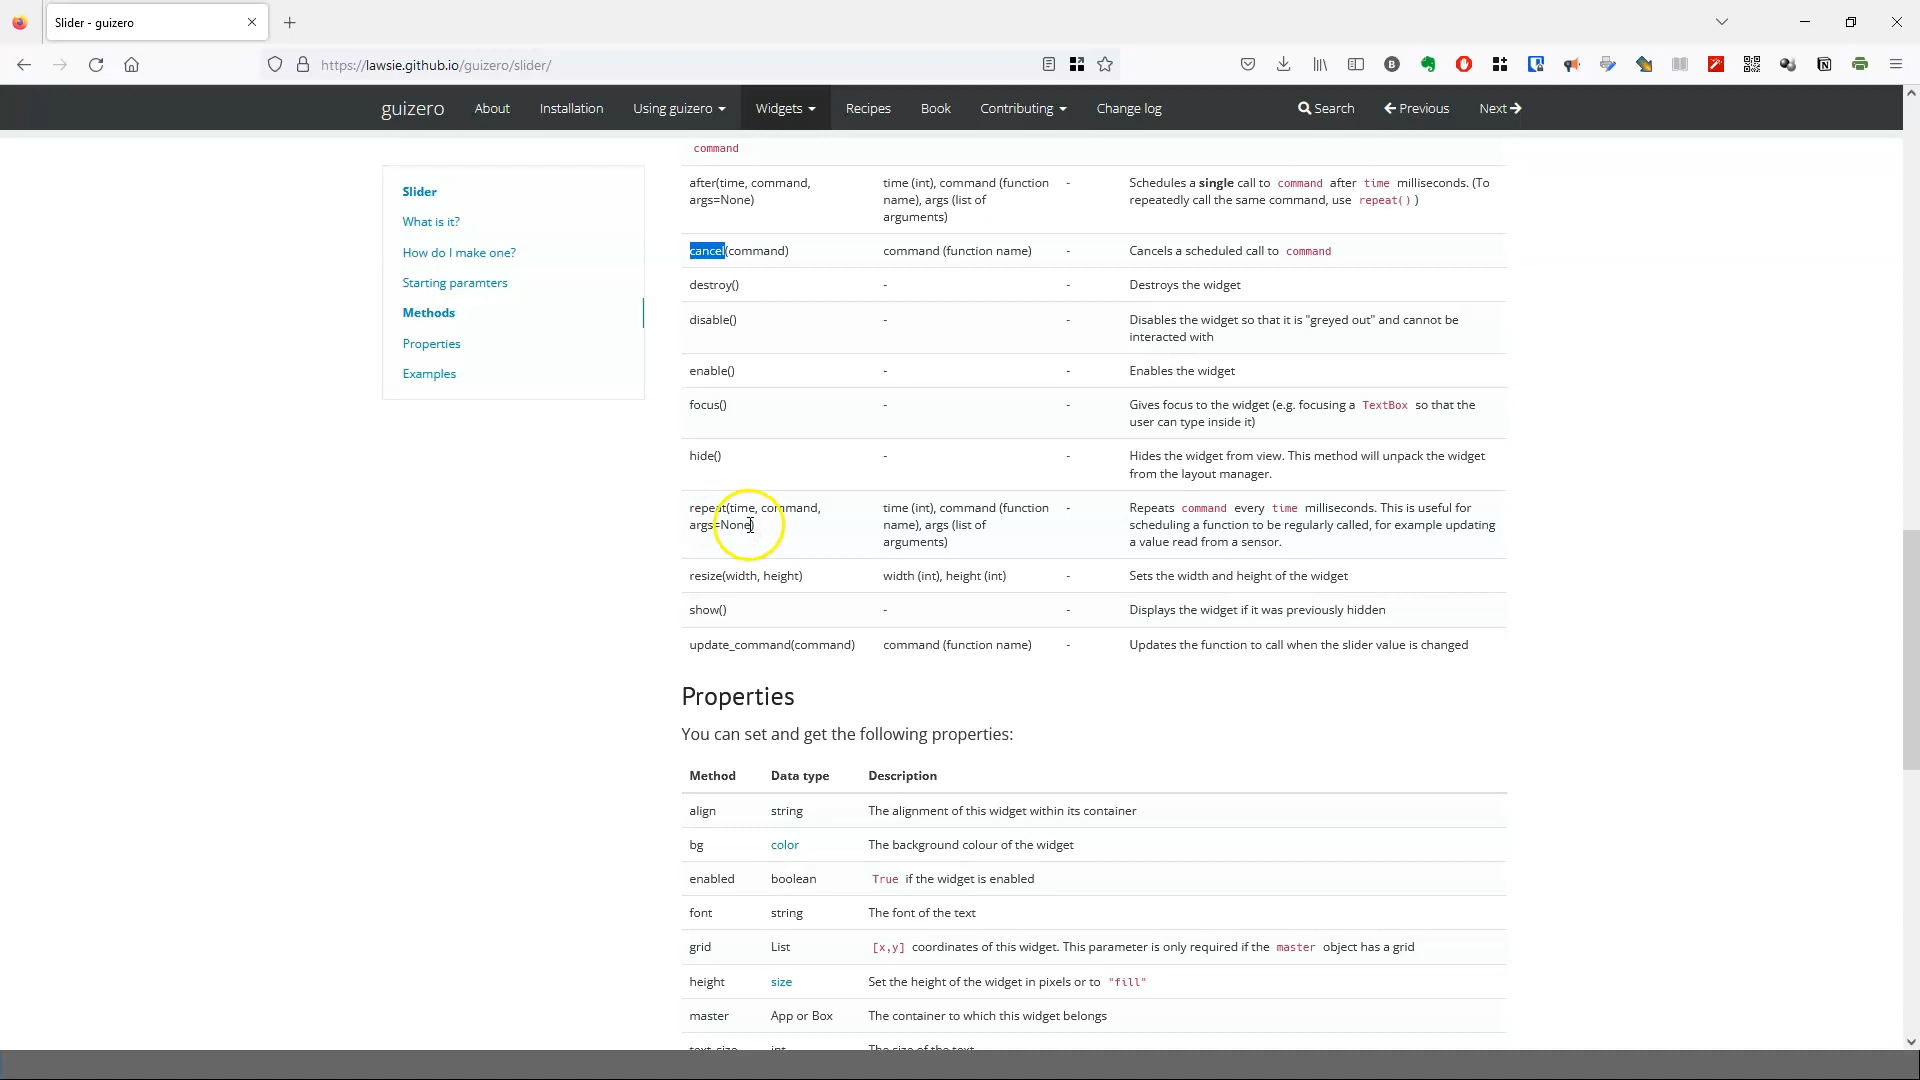 Slider - guizero
https://lawsie.github.io/guizero/slider/
guizero About Installation Using guizero Widgets Recipes Book Contributing Change log Search Previous Next
Slider
What is it?
How do I make one?
Starting paramters
Methods
Properties
Examples
command
after(time, command, time (int), command (function - Schedules a single call to command after time milliseconds. (To
args=None) name), args (list of repeatedly call the same command, use repeat() )
arguments)
cancel(command) command (function name) - Cancels a scheduled call to command
destroy() - - Destroys the widget
disable() - - Disables the widget so that it is "greyed out" and cannot be
interacted with
enable() - - Enables the widget
focus() - - Gives focus to the widget (e.g. focusing a TextBox so that the
user can type inside it)
hide() - - Hides the widget from view. This method will unpack the widget
from the layout manager.
repeat(time, command, time (int), command (function - Repeats command every time milliseconds. This is useful for
args=None) name), args (list of scheduling a function to be regularly called, for example updating
arguments) a value read from a sensor.
resize(width, height) width (int), height (int) - Sets the width and height of the widget
show() - - Displays the widget if it was previously hidden
update_command(command) command (function name) - Updates the function to call when the slider value is changed
Properties
You can set and get the following properties:
Method Data type Description
align string The alignment of this widget within its container
bg color The background colour of the widget
enabled boolean True if the widget is enabled
font string The font of the text
grid List [x,y] coordinates of this widget. This parameter is only required if the master object has a grid
height size Set the height of the widget in pixels or to "fill"
master App or Box The container to which this widget belongs
text_size int The size of the text